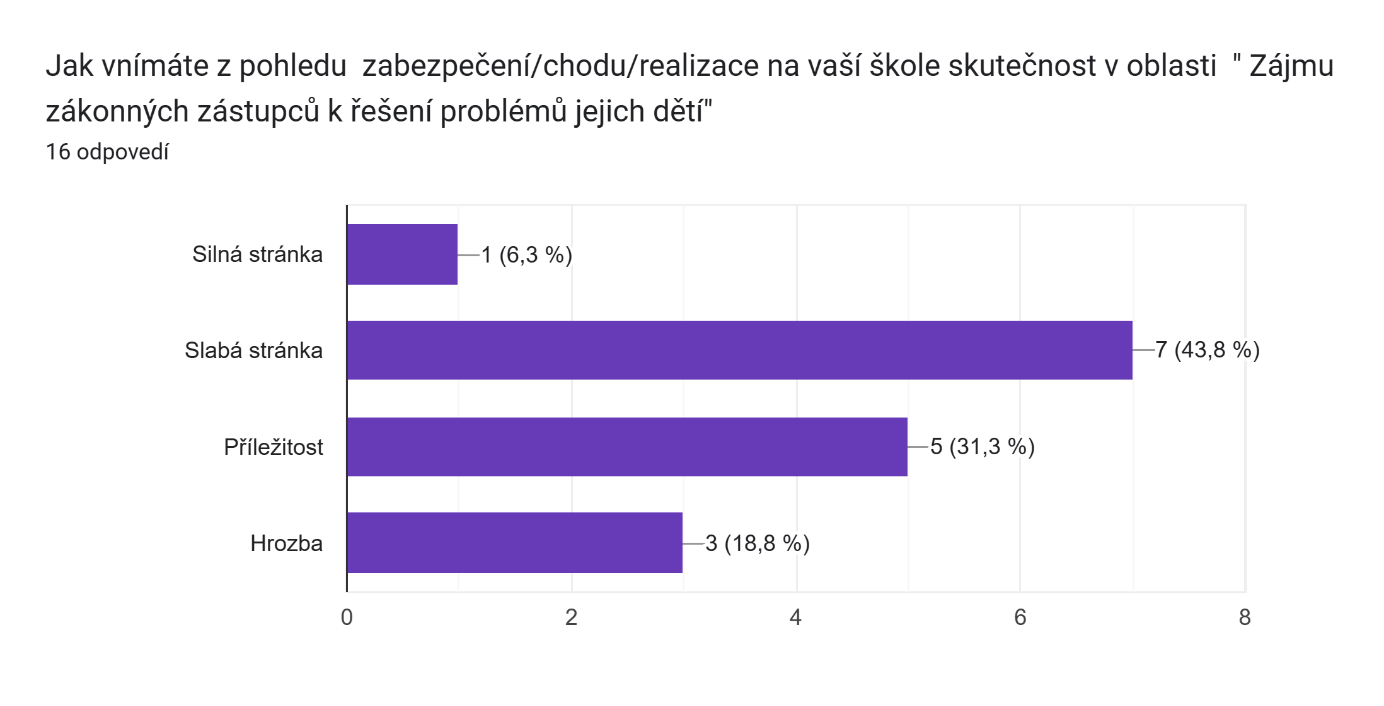 Jak vnímáte z pohledu  zabezpečení/chodu/realizace na vaší škole skutečnost v oblasti  " Zájmu
zákonných zástupců k řešení problémů jejich dětí"
16 odpovedí
Silná stránka
1 (6,3 %)
Slabá stránka
7 (43,8 %)
Příležitost
5 (31,3 %)
Hrozba
3 (18,8 %)
0 2 4 6 8